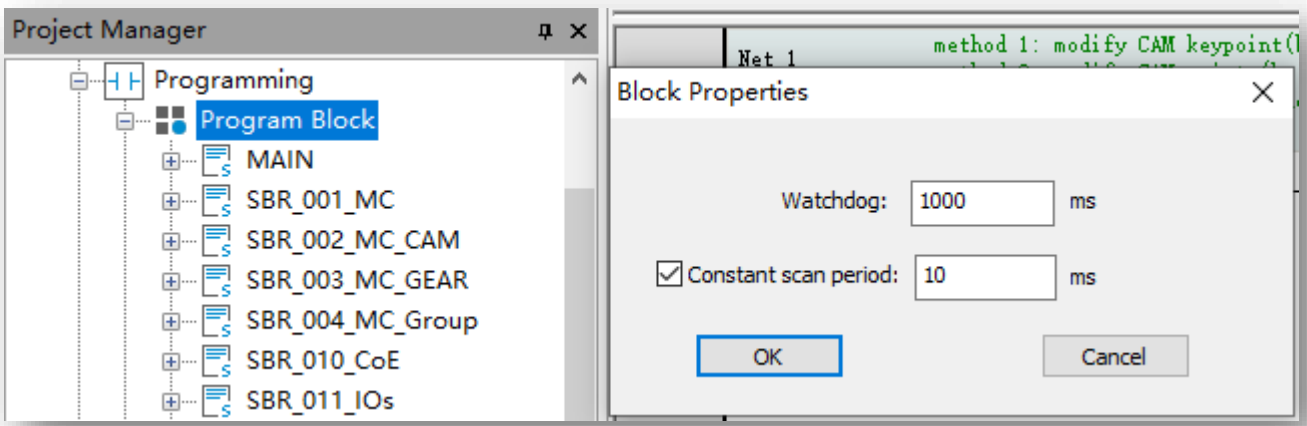 Project Manager
Programming
Program Block
MAIN
SBR_001_MC
SBR_002_MC_CAM
SBR_003_MC_GEAR
SBR_004_MC_Group
SBR_010_CoE
SBR_011_IOs
Net 1
method 1: modify CAM keypoint(
Block Properties
Watchdog: 1000 ms
Constant scan period: 10 ms
OK Cancel